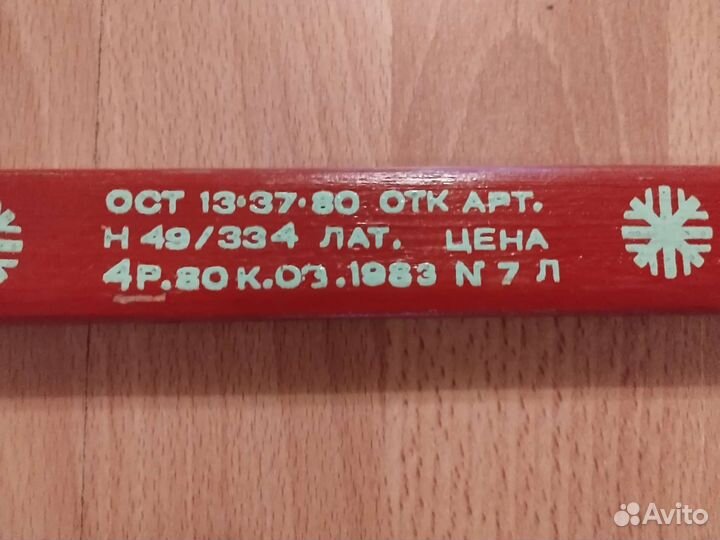 ОСТ 13·37·80 ОТК АРТ.
Н 49/334 ЛАТ. ЦЕНА
4Р.80К.03.1983 N 7 Л
Avito